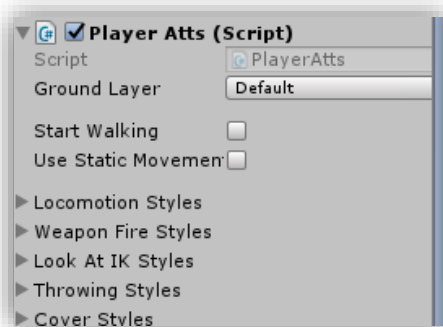 Player Atts (Script)
Script PlayerAtts
Ground Layer Default
Start Walking
Use Static Movemen
Locomotion Styles
Weapon Fire Styles
Look At IK Styles
Throwing Styles
Cover Styles